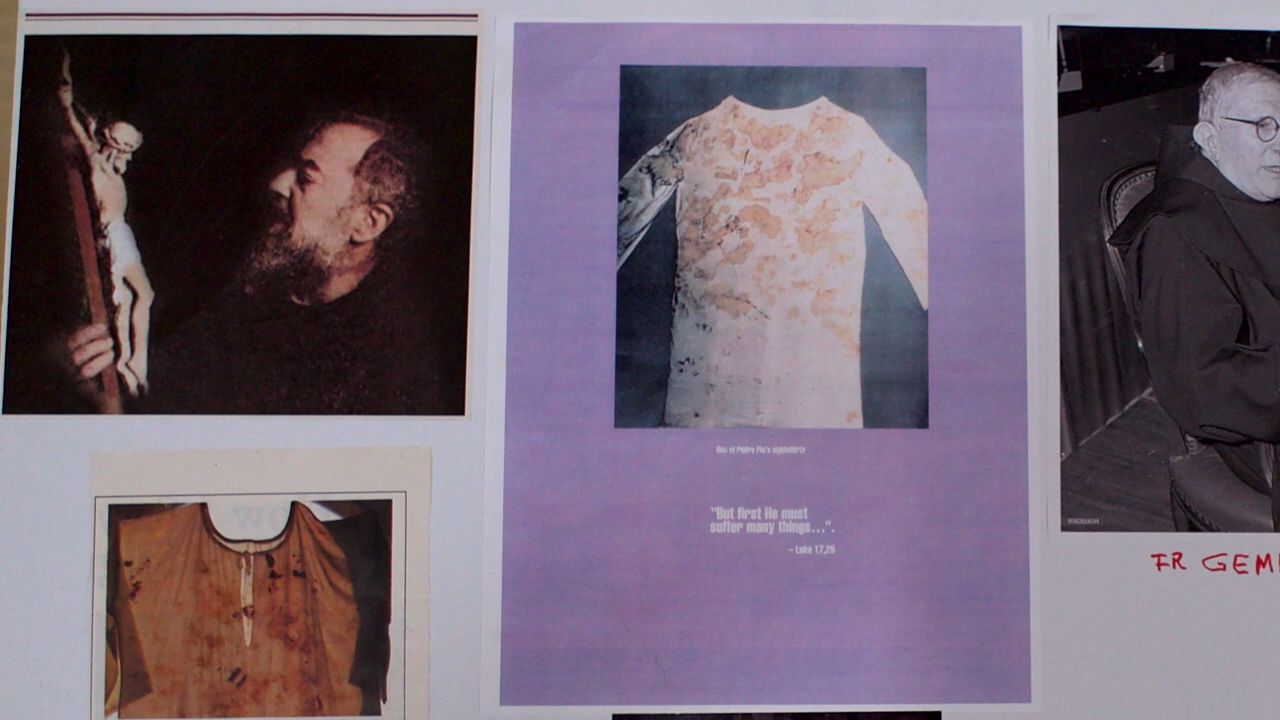 One of Padre Pio's nightshirts
"But first He must
suffer many things...".
– Luke 17,25
FR GEM